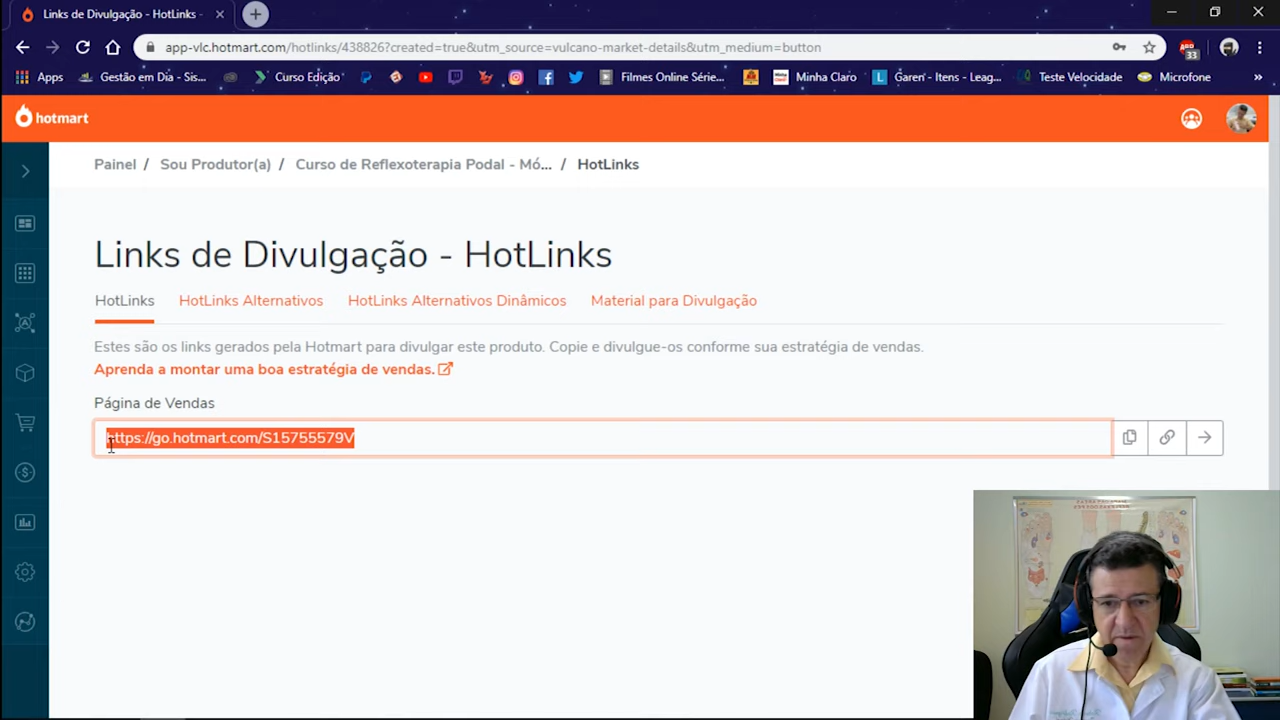 Links de Divulgação - HotLinks -
app-vlc.hotmart.com/hotlinks/438826?created=true&utm_source=vulcano-market-details&utm_medium=button
33
Apps
Gestão em Dia - Sis...
Curso Edição
Filmes Online Série...
Minha Claro
Garen - Itens - Leag...
Teste Velocidade
Microfone
»
hotmart
Painel / Sou Produtor(a) / Curso de Reflexoterapia Podal - Mó... / HotLinks
Links de Divulgação - HotLinks
HotLinks
HotLinks Alternativos
HotLinks Alternativos Dinâmicos
Material para Divulgação
Estes são os links gerados pela Hotmart para divulgar este produto. Copie e divulgue-os conforme sua estratégia de vendas.
Aprenda a montar uma boa estratégia de vendas.
Página de Vendas
https://go.hotmart.com/S15755579V